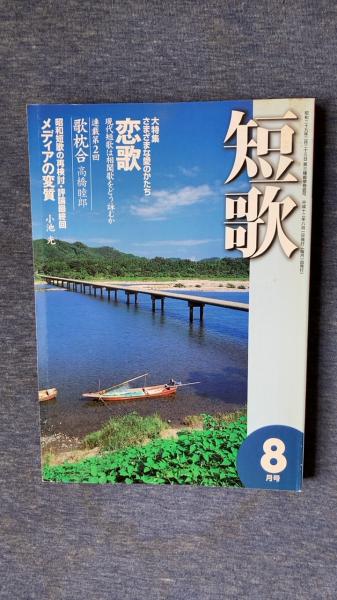 短歌
大特集
さまざまな愛のかたち
恋歌
現代短歌は相聞歌をどう詠むか
連載第2回
歌枕合 高橋睦郎
昭和短歌の再検討・評論最終回
メディアの変質 小池 光
8
月号